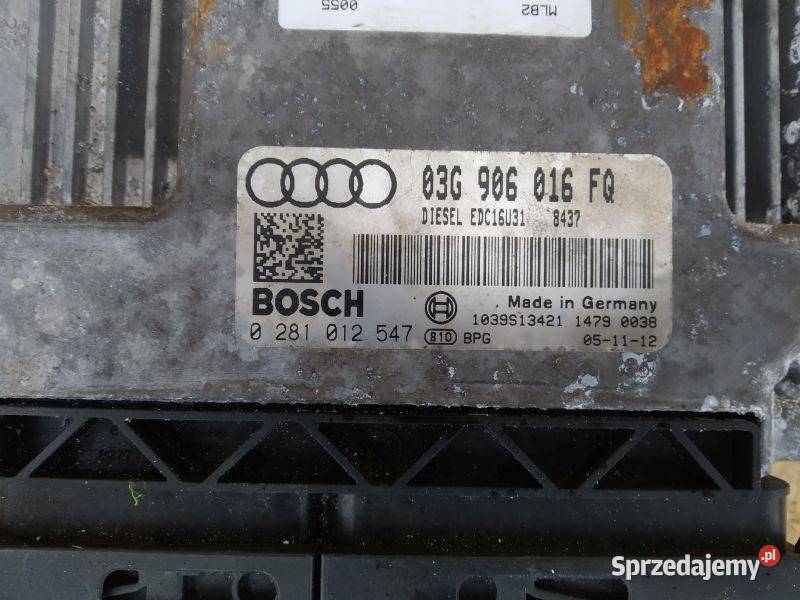 MLB2
0055
03G 906 016 FQ
DIESEL EDC16U31 8437
BOSCH
Made in Germany
0 281 012 547
810
BPG
1039S13421 1479 0038
05-11-12
Sprzedajemy.pl